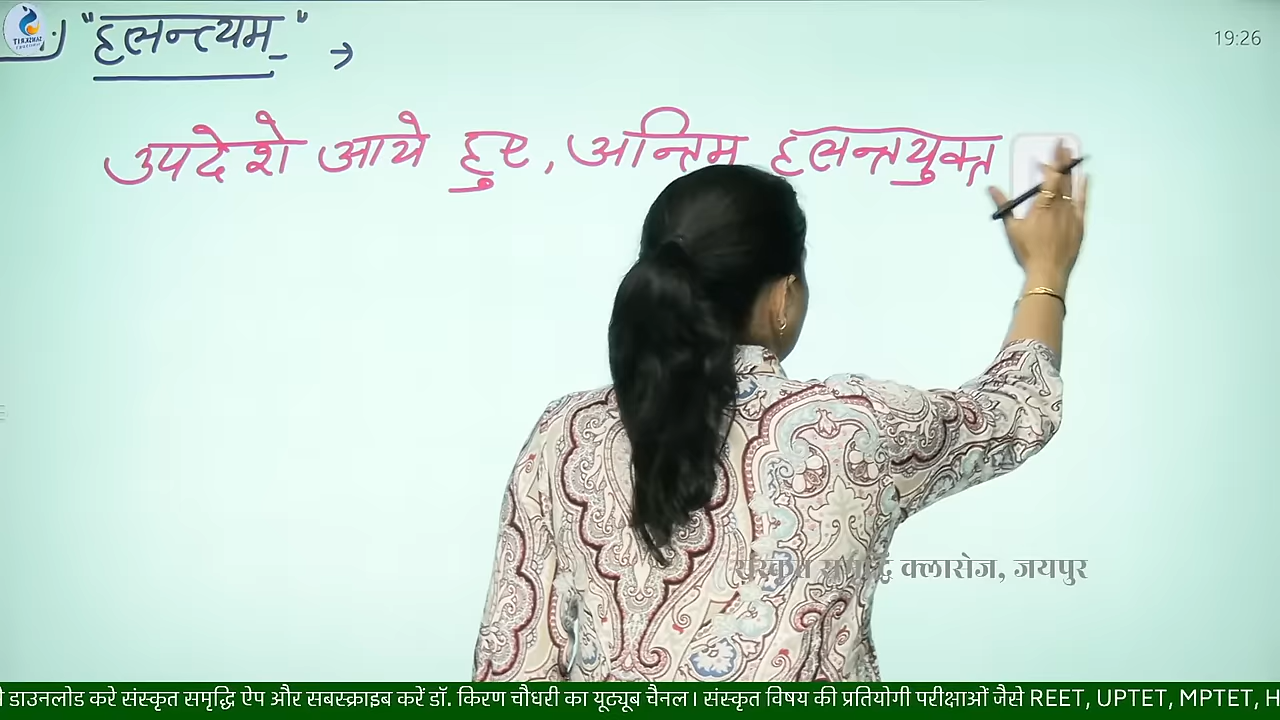 "हलन्त्यम्" →
19:26
उपदेशे आये हुए, अन्तिम हलन्तयुक्त
संस्कृत समृद्धि क्लासेज, जयपुर
डाउनलोड करे संस्कृत समृद्धि ऐप और सबस्क्राइब करें डॉ. किरण चौधरी का यूट्यूब चैनल। संस्कृत विषय की प्रतियोगी परीक्षाओं जैसे REET, UPTET, MPTET, H